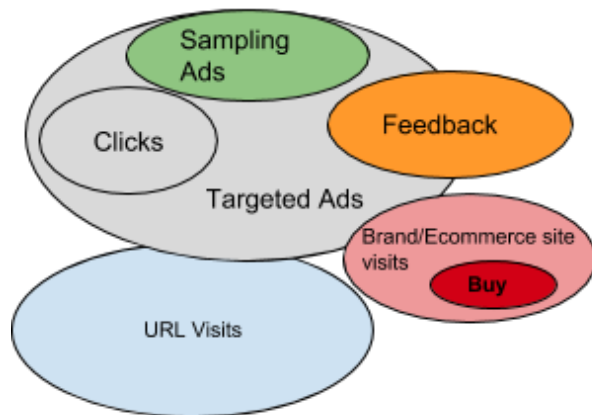 Sampling
Ads
Clicks
Feedback
Targeted Ads
Brand/Ecommerce site
visits
Buy
URL Visits